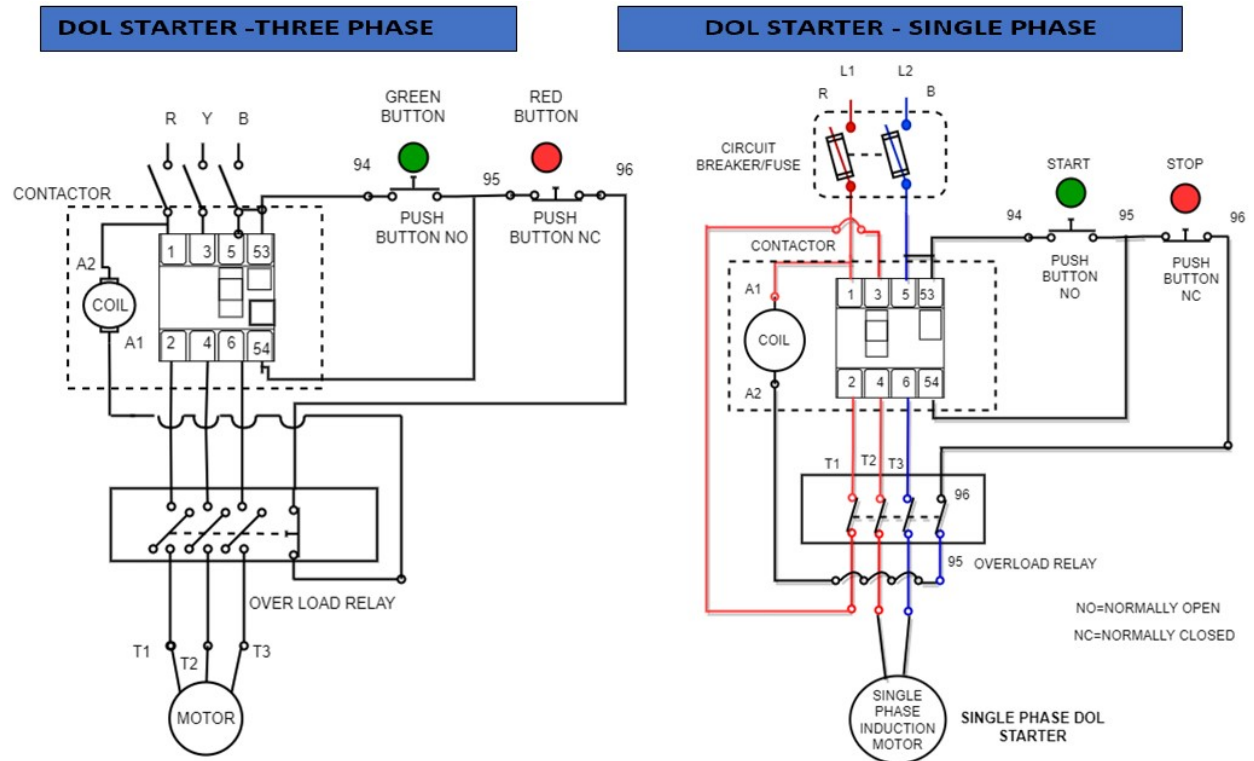 DOL STARTER -THREE PHASE
R Y B
GREEN
BUTTON
RED
BUTTON
94
95
96
CONTACTOR
PUSH
BUTTON NO
PUSH
BUTTON NC
1 3 5 53
A2
COIL
A1
2 4 6 54
OVER LOAD RELAY
T1 T2 T3
MOTOR
DOL STARTER - SINGLE PHASE
L1 L2
R B
CIRCUIT
BREAKER/FUSE
START
STOP
94
95
96
PUSH
BUTTON
NO
PUSH
BUTTON
NC
CONTACTOR
A1
1 3 5 53
COIL
A2
2 4 6 54
T1 T2 T3
96
95
OVERLOAD RELAY
NO=NORMALLY OPEN
NC=NORMALLY CLOSED
SINGLE
PHASE
INDUCTION
MOTOR
SINGLE PHASE DOL
STARTER